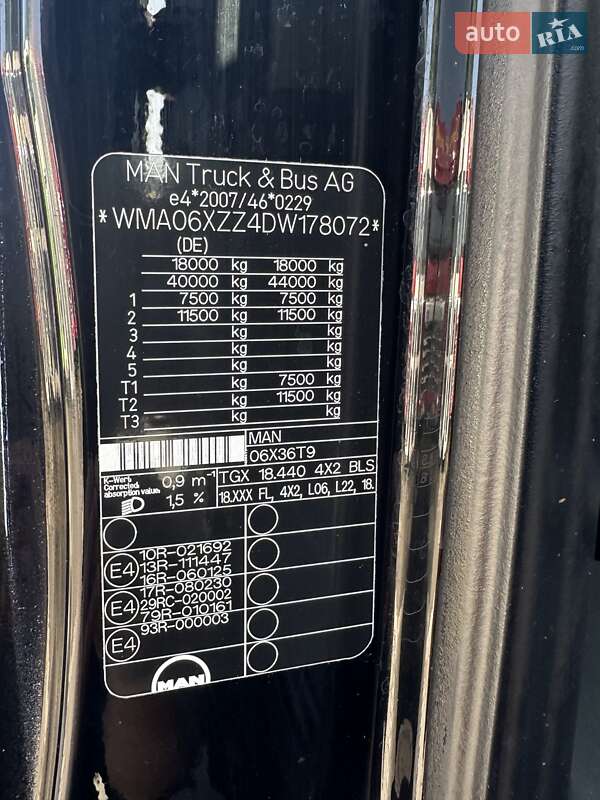 auto RIA .com
MAN Truck & Bus AG
e4*2007/46*0229
*WMA06XZZ4DW178072*
(DE)
18000 kg 18000 kg
40000 kg 44000 kg
1 7500 kg 7500 kg
2 11500 kg 11500 kg
3 kg kg
4 kg kg
5 kg kg
T1 kg 7500 kg
T2 kg 11500 kg
T3 kg kg
MAN
06X36T9
K-Wert, Corrected absorption value. 0,9 m-1
TGX 18.440 4X2 BLS
1,5 %
18.XXX FL, 4X2, L06, L22, 18.
10R-021692
E4 13R-111447
16R-060125
17R-080230
E4 29RC-020002
79R-010161
E4 93R-000003
MAN